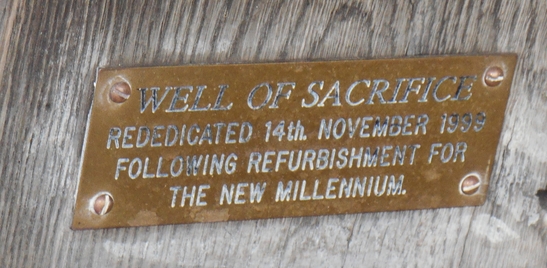 WELL OF SACRIFICE
REDEDICATED 14th. NOVEMBER 1999
FOLLOWING REFURBISHMENT FOR
THE NEW MILLENNIUM.